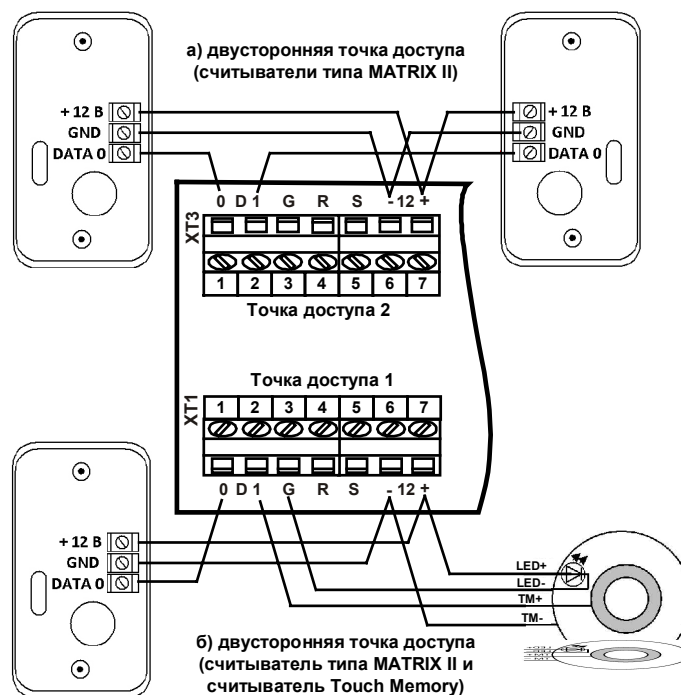 а) двусторонняя точка доступа
(считыватели типа MATRIX II)
+ 12 В
GND
DATA 0
+ 12 В
GND
DATA 0
0 D 1 G R S - 12 +
XT3
1 2 3 4 5 6 7
Точка доступа 2
Точка доступа 1
XT1
1 2 3 4 5 6 7
0 D 1 G R S - 12 +
+ 12 В
GND
DATA 0
LED+
LED-
TM+
TM-
б) двусторонняя точка доступа
(считыватель типа MATRIX II и
считыватель Touch Memory)